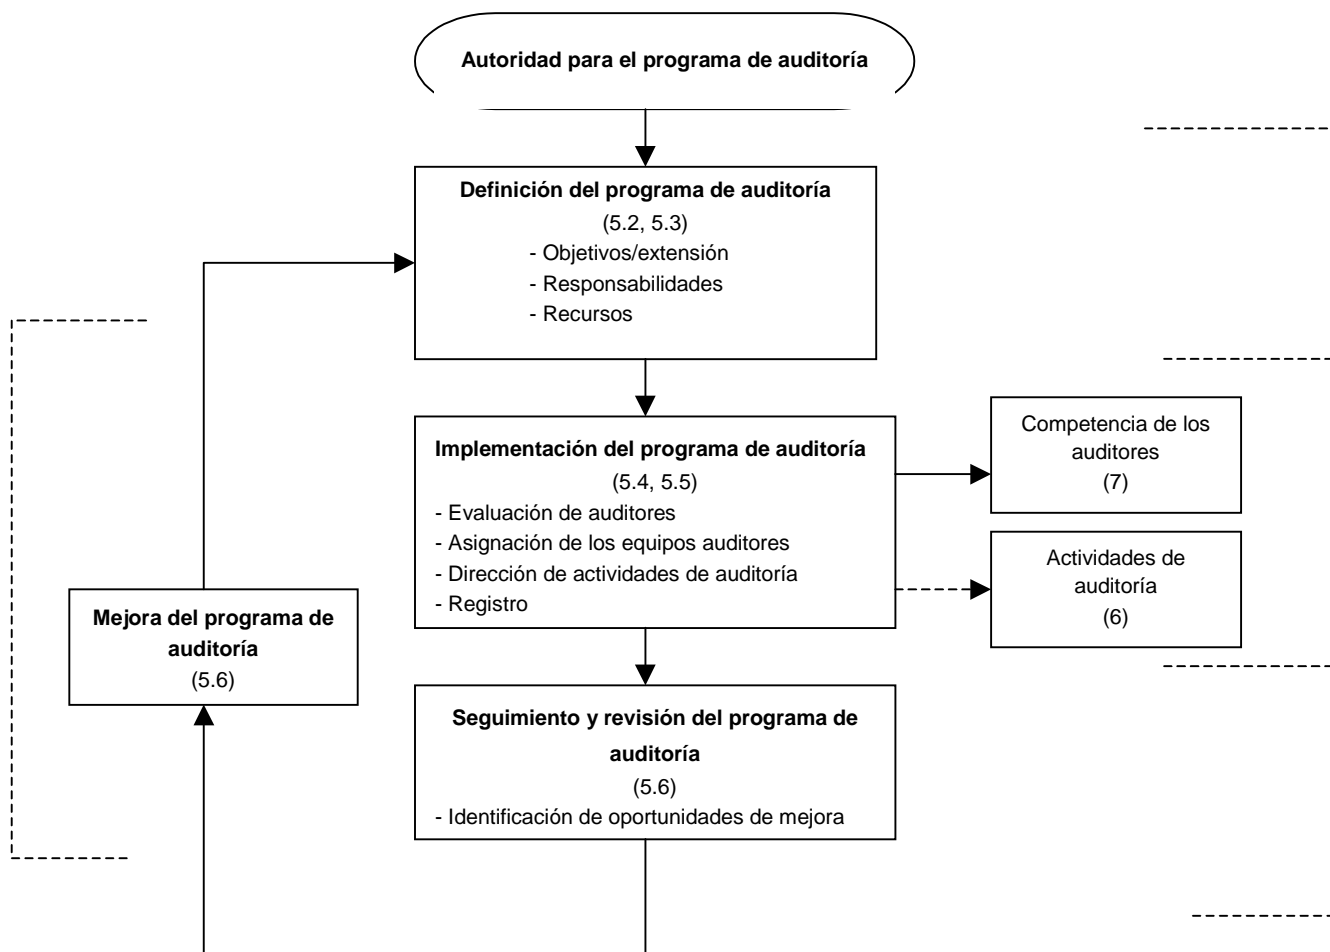 Autoridad para el programa de auditoría
Definición del programa de auditoría
(5.2, 5.3)
- Objetivos/extensión
- Responsabilidades
- Recursos
Implementación del programa de auditoría
(5.4, 5.5)
- Evaluación de auditores
- Asignación de los equipos auditores
- Dirección de actividades de auditoría
- Registro
Competencia de los
auditores
(7)
Actividades de
auditoría
(6)
Mejora del programa de
auditoría
(5.6)
Seguimiento y revisión del programa de
auditoría
(5.6)
- Identificación de oportunidades de mejora